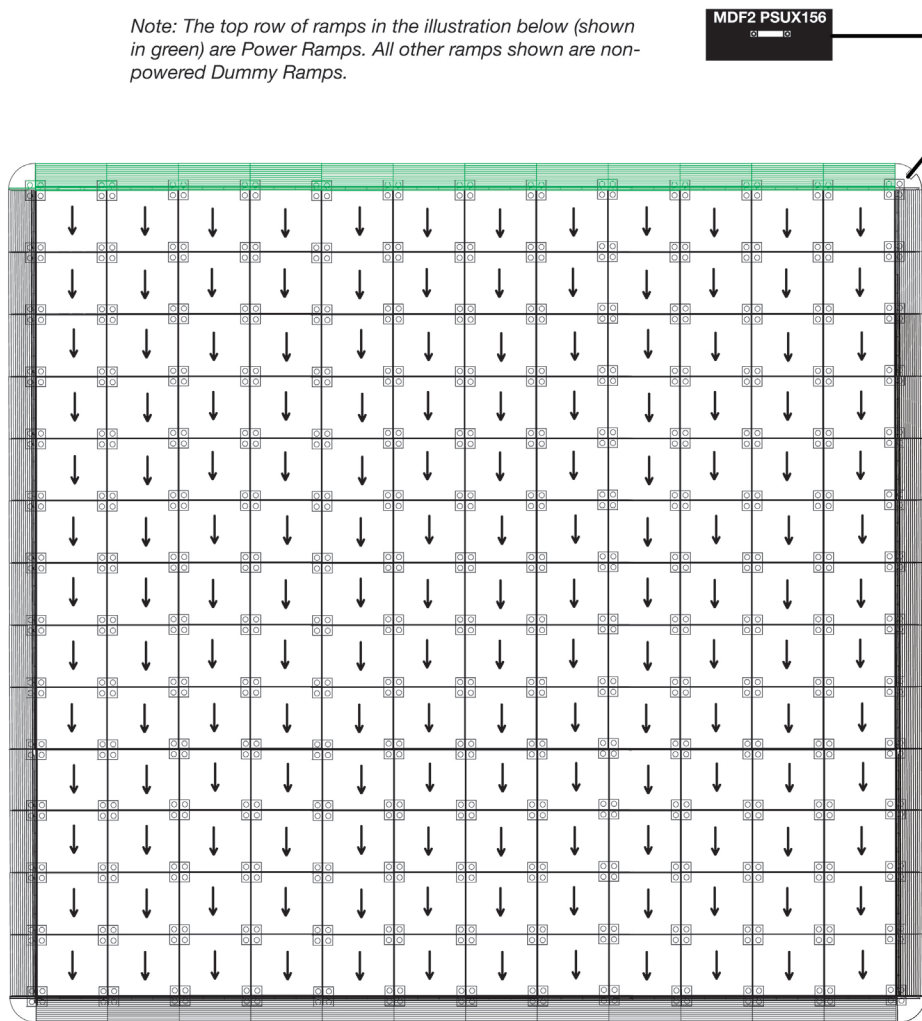 Note: The top row of ramps in the illustration below (shown
in green) are Power Ramps. All other ramps shown are non-
powered Dummy Ramps.
MDF2 PSUX156